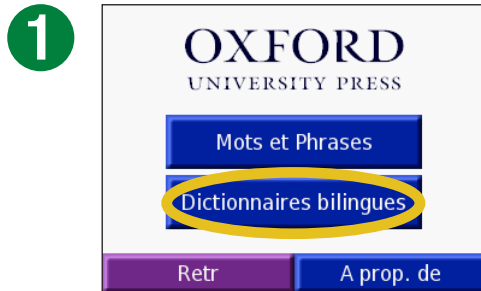 1
OXFORD
UNIVERSITY PRESS
Mots et Phrases
Dictionnaires bilingues
Retr
A prop. de